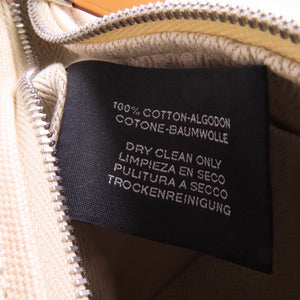 100% COTTON-ALGODON
COTONE-BAUMWOLLE
DRY CLEAN ONLY
LIMPIEZA EN SECO
PULITURA A SECCO
TROCKENREINIGUNG